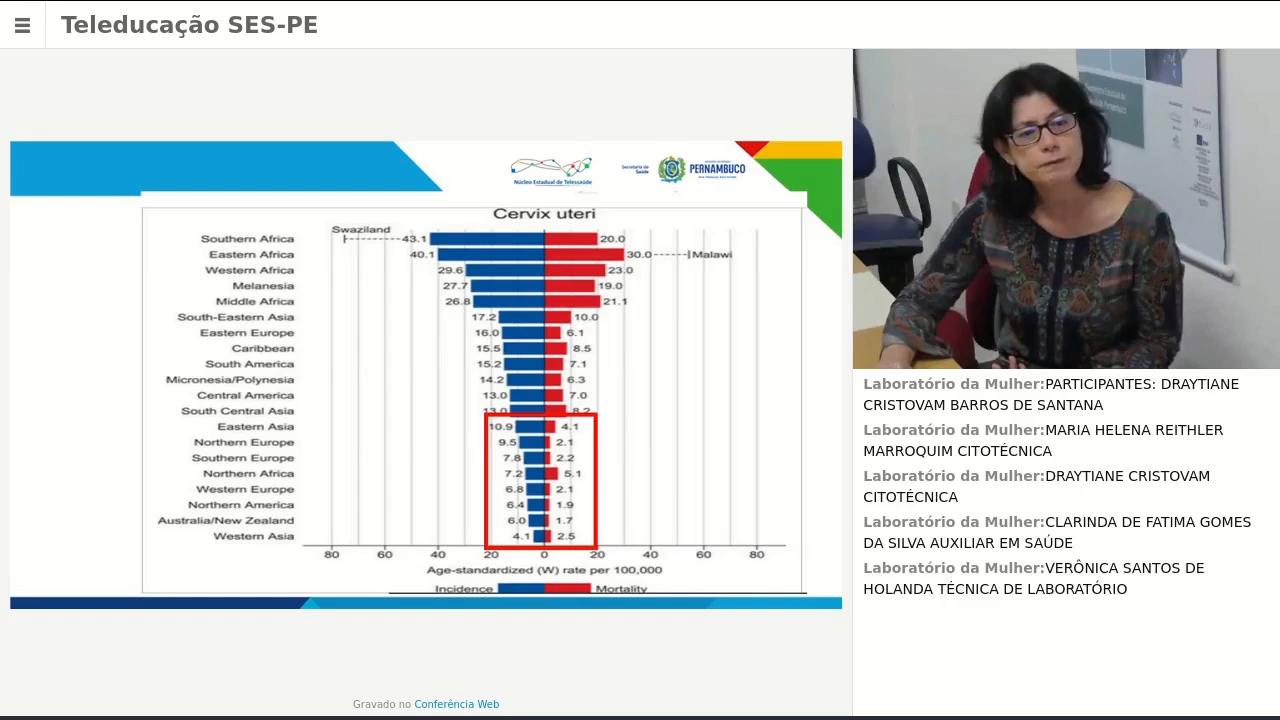 Teleducação SES-PE
Núcleo Estadual de Telessaúde
Secretaria de
Saúde
PERNAMBUCO
Cervix uteri
Swaziland
Southern Africa 43.1 20.0
Eastern Africa 40.1 30.0 Malawi
Western Africa 29.6 23.0
Melanesia 27.7 19.0
Middle Africa 26.8 21.1
South-Eastern Asia 17.2 10.0
Eastern Europe 16.0 6.1
Caribbean 15.5 8.5
South America 15.2 7.1
Micronesia/Polynesia 14.2 6.3
Central America 13.0 7.0
South Central Asia 13.0 8.2
Eastern Asia 10.9 4.1
Northern Europe 9.5 2.1
Southern Europe 7.8 2.2
Northern Africa 7.2 5.1
Western Europe 6.8 2.1
Northern America 6.4 1.9
Australia/New Zealand 6.0 1.7
Western Asia 4.1 2.5
80 60 40 20 0 20 40 60 80
Age-standardized (W) rate per 100,000
Incidence Mortality
Gravado no Conferência Web
Laboratório da Mulher:PARTICIPANTES: DRAYTIANE
CRISTOVAM BARROS DE SANTANA
Laboratório da Mulher:MARIA HELENA REITHLER
MARROQUIM CITOTÉCNICA
Laboratório da Mulher:DRAYTIANE CRISTOVAM
CITOTÉCNICA
Laboratório da Mulher:CLARINDA DE FATIMA GOMES
DA SILVA AUXILIAR EM SAÚDE
Laboratório da Mulher:VERÔNICA SANTOS DE
HOLANDA TÉCNICA DE LABORATÓRIO